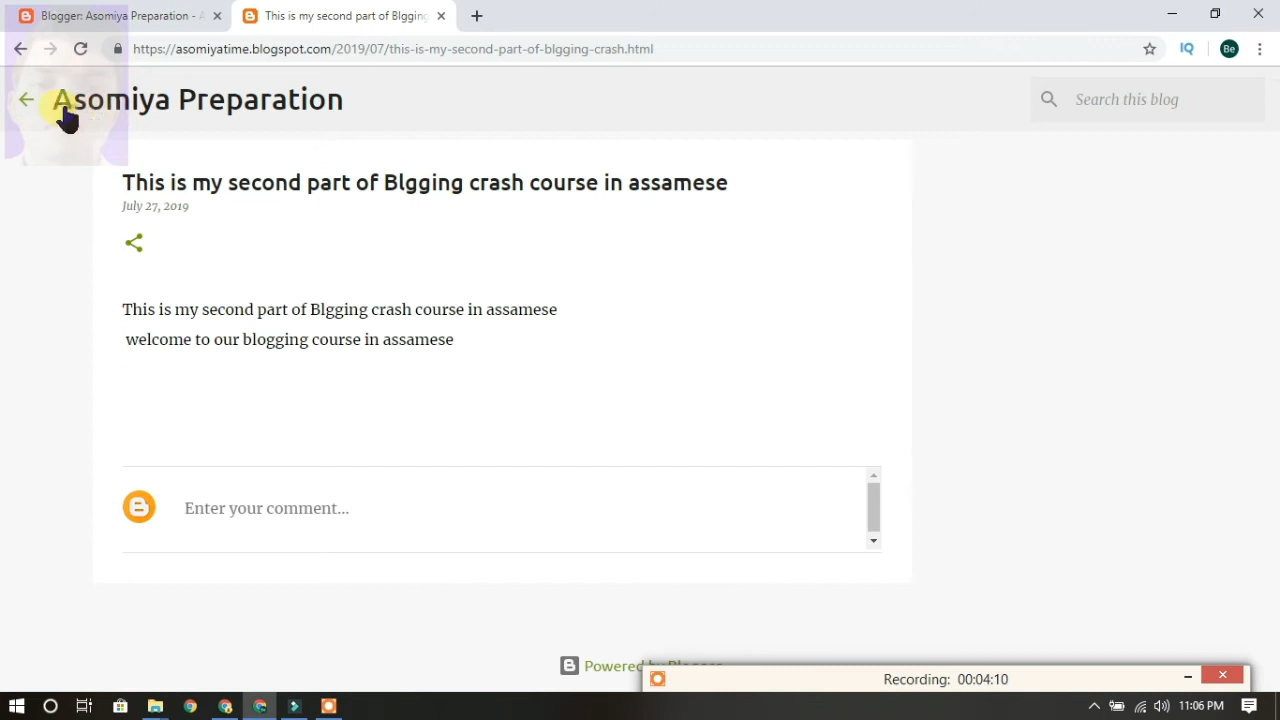 Blogger: Asomiya Preparation -
This is my second part of Blgging
https://asomiyatime.blogspot.com/2019/07/this-is-my-second-part-of-blgging-crash.html
IQ
Be
Asomiya Preparation
Search this blog
This is my second part of Blgging crash course in assamese
July 27, 2019
This is my second part of Blgging crash course in assamese
welcome to our blogging course in assamese
Enter your comment...
Powered by Blogger
Recording: 00:04:10
11:06 PM